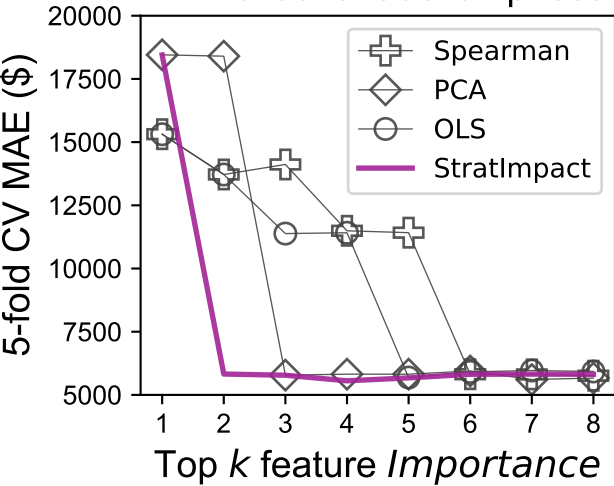 20000
17500
15000
12500
10000
7500
5000
5-fold CV MAE ($)
Spearman
PCA
OLS
StratImpact
1 2 3 4 5 6 7 8
Top k feature Importance